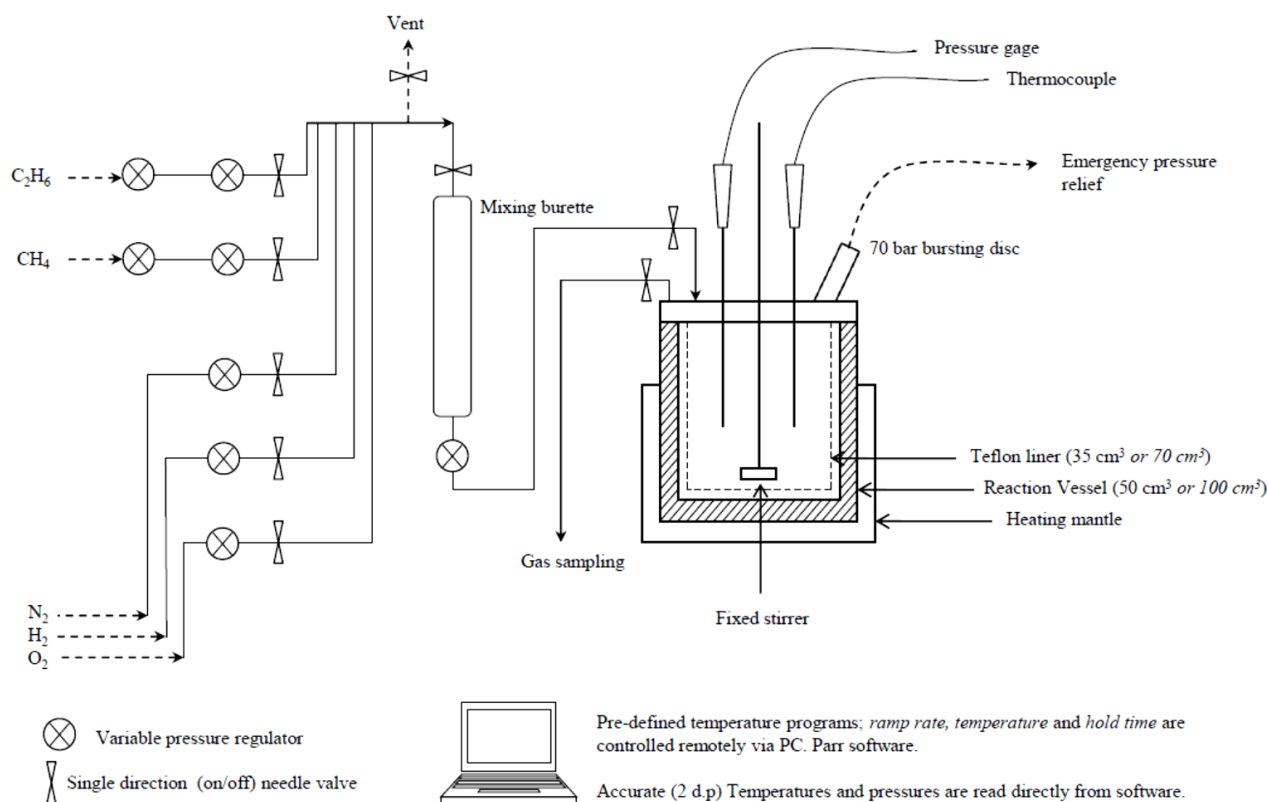 Vent
Pressure gage
Thermocouple
C₂H₆
Emergency pressure
relief
Mixing burette
70 bar bursting disc
CH₄
Teflon liner (35 cm³ or 70 cm³)
Reaction Vessel (50 cm³ or 100 cm³)
Heating mantle
Gas sampling
Fixed stirrer
N₂
H₂
O₂
Variable pressure regulator
Single direction (on/off) needle valve
Pre-defined temperature programs; ramp rate, temperature and hold time are
controlled remotely via PC. Parr software.
Accurate (2 d.p) Temperatures and pressures are read directly from software.